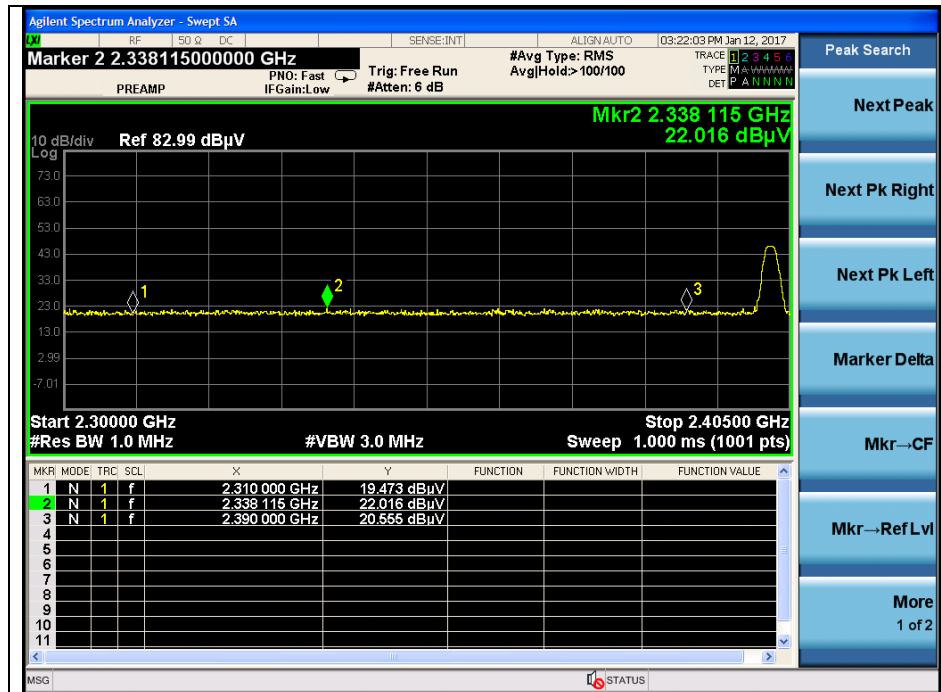 Agilent Spectrum Analyzer - Swept SA
LXI RF 50 Ω DC SENSE:INT ALIGN AUTO 03:22:03 PM Jan 12, 2017
Marker 2 2.338115000000 GHz
PREAMP
PNO: Fast
IFGain:Low
Trig: Free Run
#Atten: 6 dB
#Avg Type: RMS
Avg|Hold:>100/100
TRACE 1 2 3 4 5 6
TYPE M A W W W W
DET P A N N N N
Peak Search
Next Peak
Next Pk Right
Next Pk Left
Marker Delta
Mkr→CF
Mkr→Ref Lvl
More
1 of 2
Mkr2 2.338 115 GHz
22.016 dBµV
10 dB/div Ref 82.99 dBµV
Log
73.0
63.0
53.0
43.0
33.0
23.0
13.0
2.99
-7.01
1
2
3
Start 2.30000 GHz Stop 2.40500 GHz
#Res BW 1.0 MHz #VBW 3.0 MHz Sweep 1.000 ms (1001 pts)
MKR MODE TRC SCL X Y FUNCTION FUNCTION WIDTH FUNCTION VALUE
1 N 1 f 2.310 000 GHz 19.473 dBµV
2 N 1 f 2.338 115 GHz 22.016 dBµV
3 N 1 f 2.390 000 GHz 20.555 dBµV
4
5
6
7
8
9
10
11
MSG STATUS